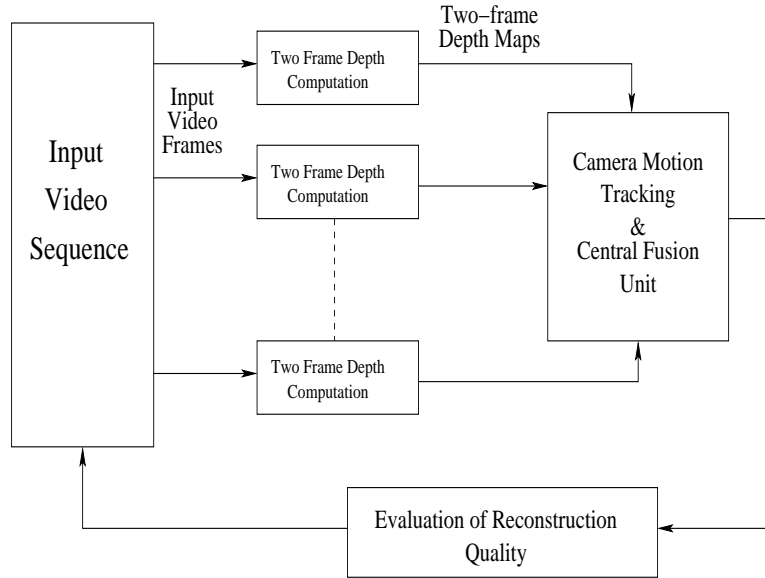 Two−frame
Depth Maps
Two Frame Depth
Computation
Input
Video
Frames
Input
Video
Sequence
Two Frame Depth
Computation
Camera Motion
Tracking
&
Central Fusion
Unit
Two Frame Depth
Computation
Evaluation of Reconstruction
Quality